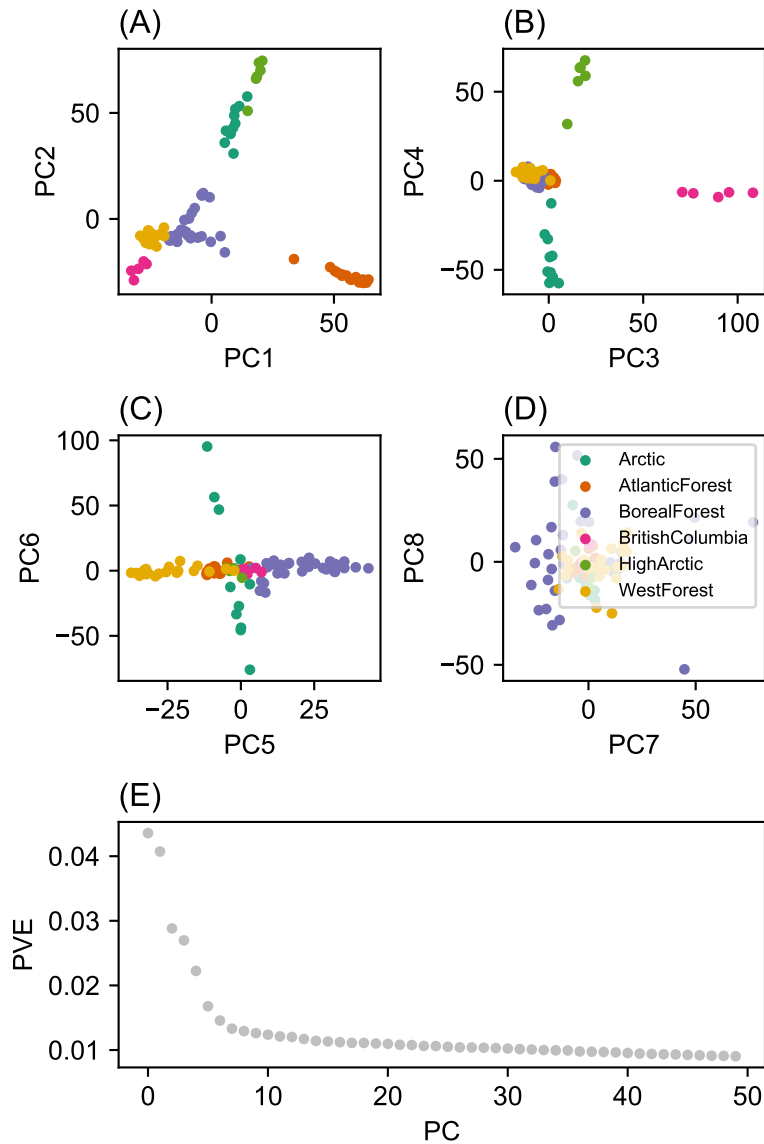 (A)
50
0
PC2
0
50
PC1
(B)
50
0
−50
PC4
0
50
100
PC3
(C)
100
50
0
−50
PC6
−25
0
25
PC5
(D)
50
0
−50
PC8
Arctic
AtlanticForest
BorealForest
BritishColumbia
HighArctic
WestForest
0
50
PC7
(E)
0.04
0.03
0.02
0.01
PVE
0
10
20
30
40
50
PC